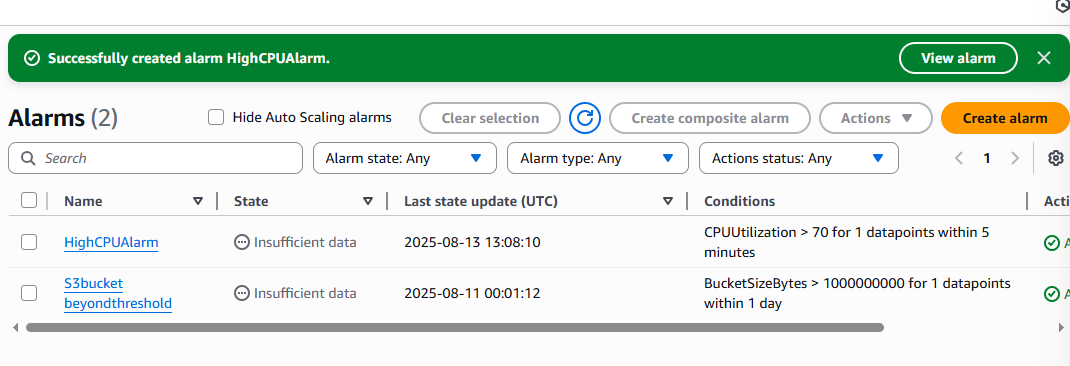 Successfully created alarm HighCPUAlarm.
View alarm
Alarms (2)
Hide Auto Scaling alarms
Clear selection
Create composite alarm
Actions
Create alarm
Search
Alarm state: Any
Alarm type: Any
Actions status: Any
1
Name
State
Last state update (UTC)
Conditions
HighCPUAlarm
Insufficient data
2025-08-13 13:08:10
CPUUtilization > 70 for 1 datapoints within 5
minutes
S3bucket
beyondthreshold
Insufficient data
2025-08-11 00:01:12
BucketSizeBytes > 1000000000 for 1 datapoints
within 1 day